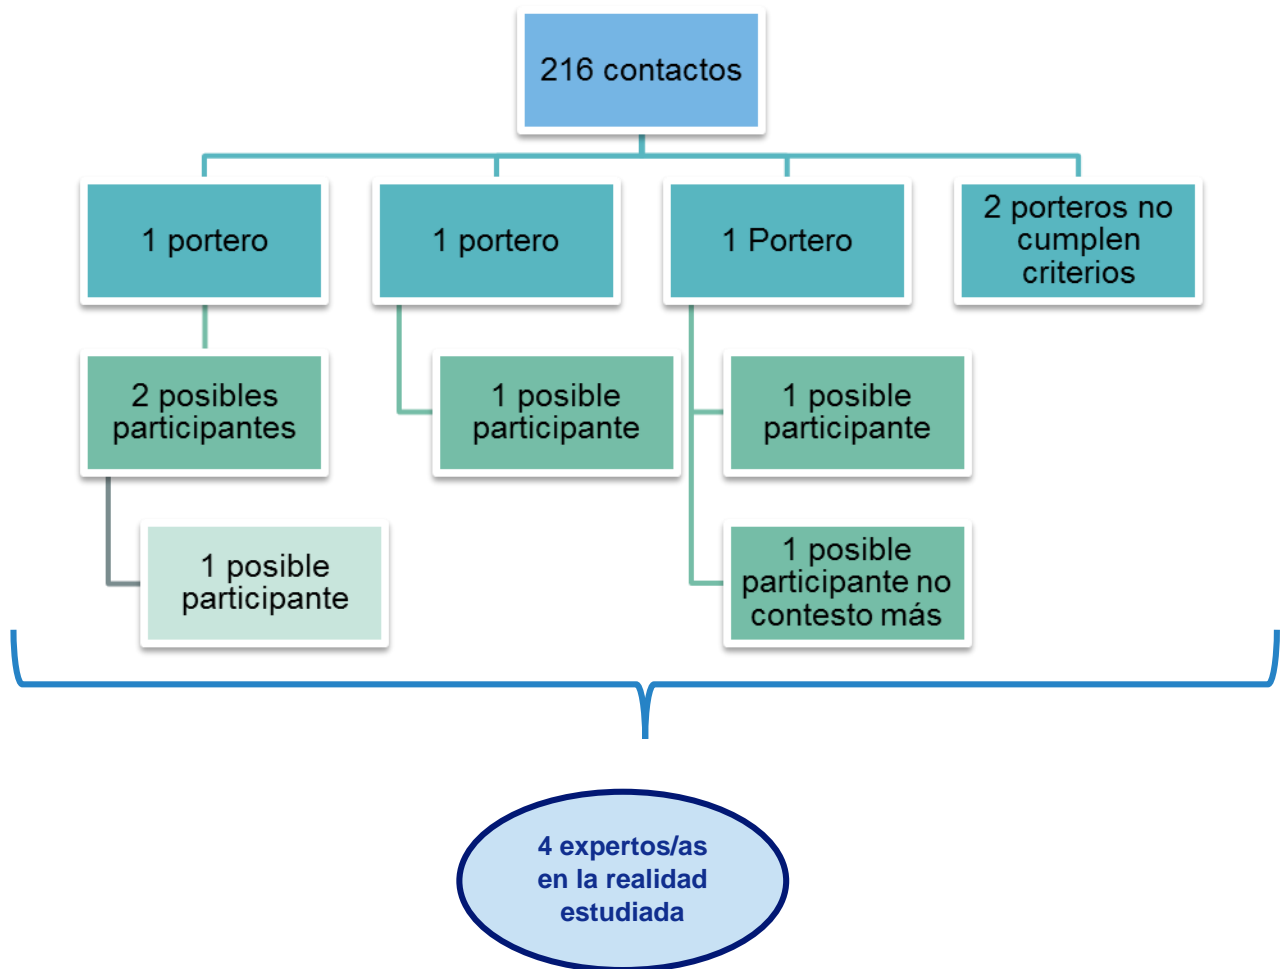 216 contactos
1 portero
1 portero
1 Portero
2 porteros no
cumplen
criterios
2 posibles
participantes
1 posible
participante
1 posible
participante
1 posible
participante
1 posible
participante no
contesto más
4 expertos/as
en la realidad
estudiada